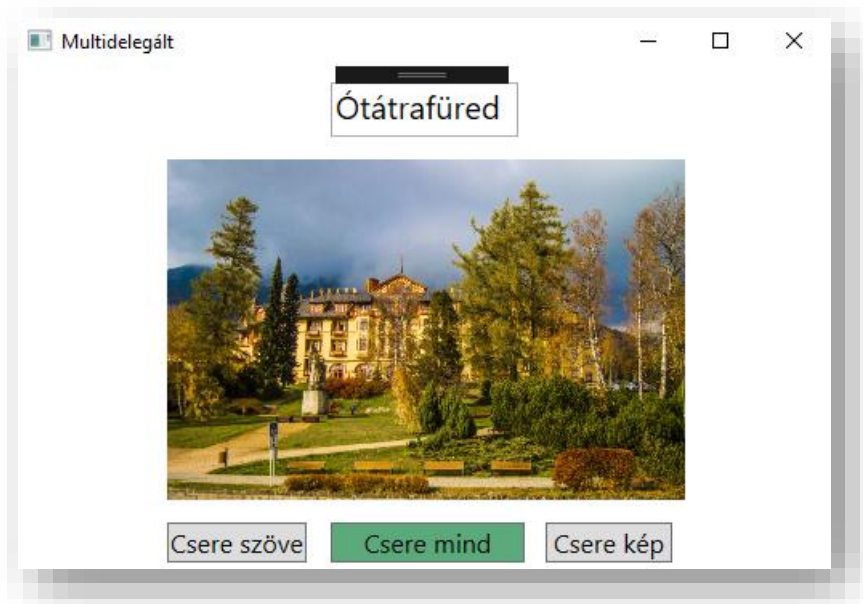 Multidelegált
Ótátrafüred
Csere szöve
Csere mind
Csere kép